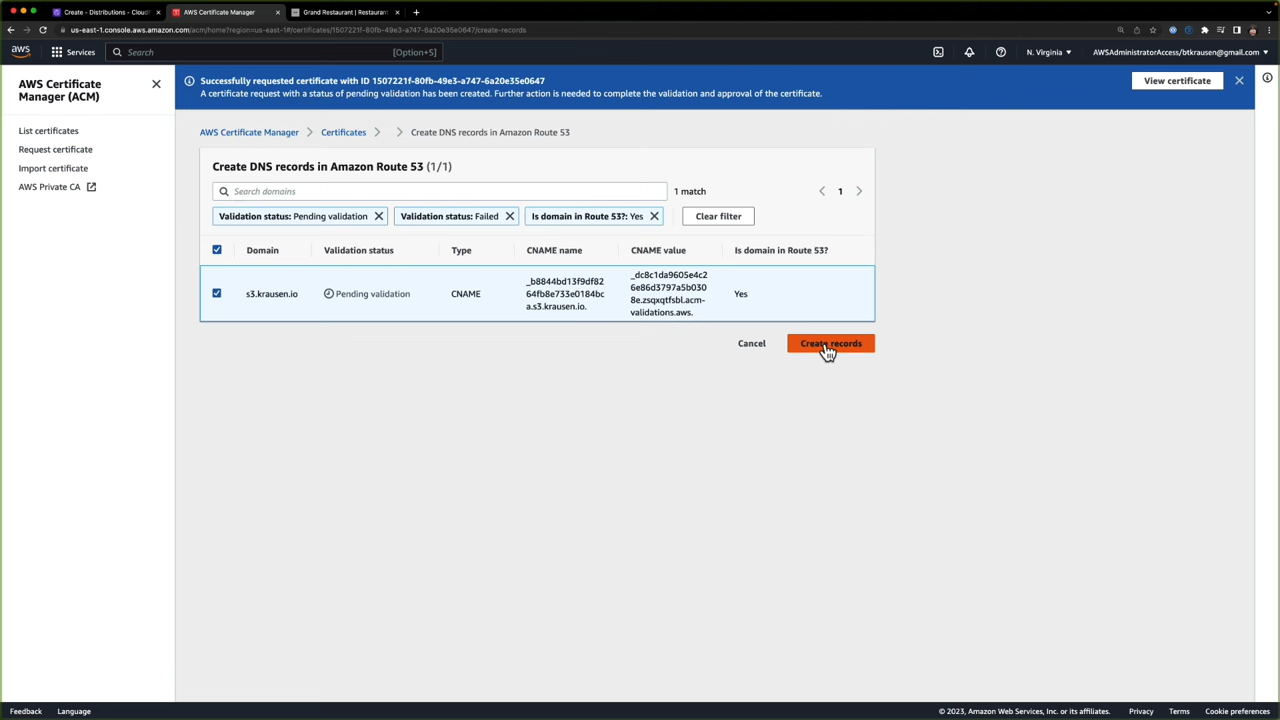 Create - Distributions - CloudF
AWS Certificate Manager
Grand Restaurant | Restaurant
us-east-1.console.aws.amazon.com/acm/home?region=us-east-1#/certificates/1507221f-80fb-49e3-a747-6a20e35e0647/create-records
aws Services Search [Option+S] N. Virginia AWSAdministratorAccess/btkrausen@gmail.com
AWS Certificate Manager (ACM)
List certificates
Request certificate
Import certificate
AWS Private CA
Successfully requested certificate with ID 1507221f-80fb-49e3-a747-6a20e35e0647
A certificate request with a status of pending validation has been created. Further action is needed to complete the validation and approval of the certificate.
View certificate
AWS Certificate Manager > Certificates > > Create DNS records in Amazon Route 53
Create DNS records in Amazon Route 53 (1/1)
Search domains 1 match 1
Validation status: Pending validation Validation status: Failed Is domain in Route 53?: Yes Clear filter
Domain Validation status Type CNAME name CNAME value Is domain in Route 53?
s3.krausen.io Pending validation CNAME
_b8844bd13f9df82
64fb8e733e0184bc
a.s3.krausen.io.
_dc8c1da9605e4c2
6e86d3797a5b030
8e.zsqxqtfsbl.acm-
validations.aws.
Yes
Cancel Create records
Feedback Language © 2023, Amazon Web Services, Inc. or its affiliates. Privacy Terms Cookie preferences